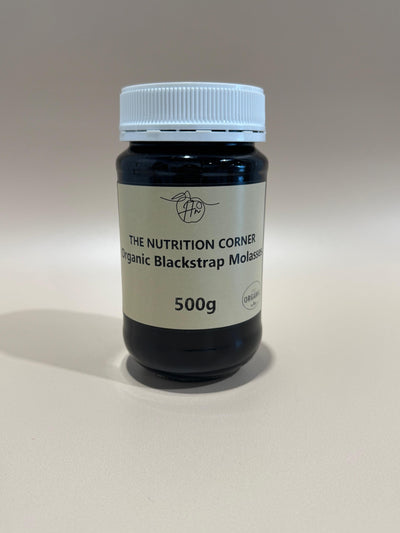 THE NUTRITION CORNER
Organic Blackstrap Molasses
500g
ORGANIC